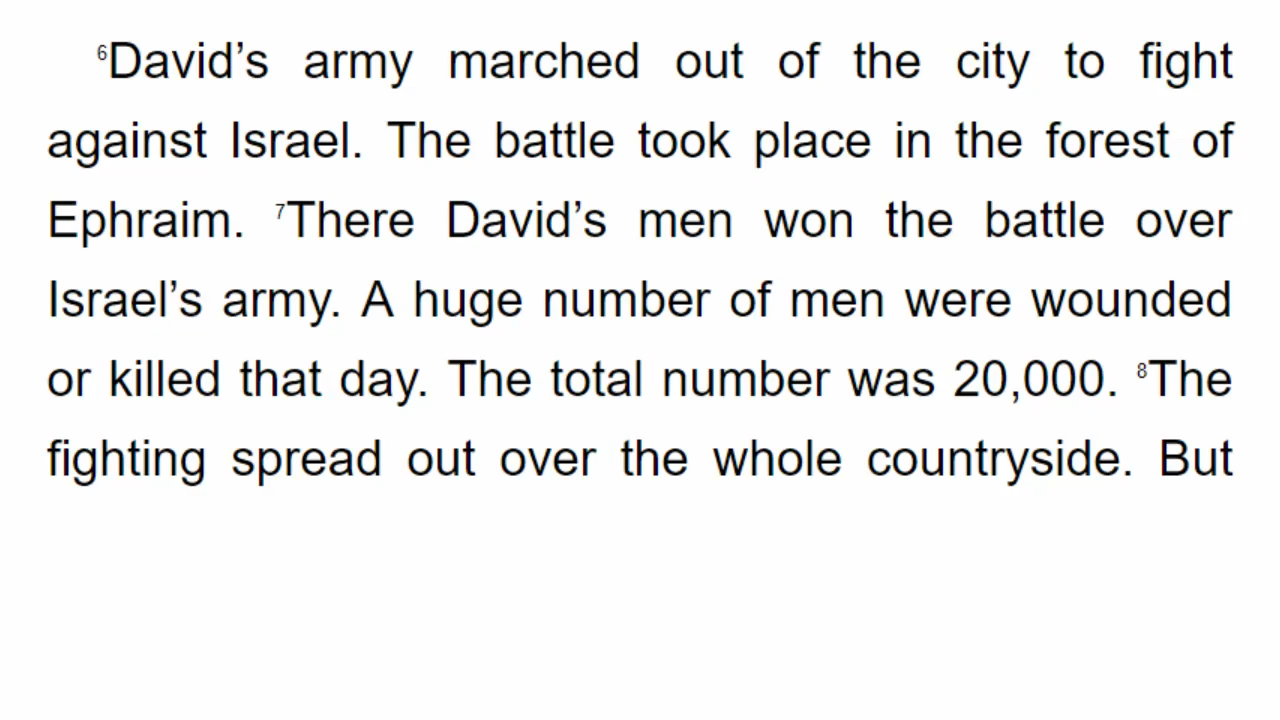 ⁶David’s army marched out of the city to fight
against Israel. The battle took place in the forest of
Ephraim. ⁷There David’s men won the battle over
Israel’s army. A huge number of men were wounded
or killed that day. The total number was 20,000. ⁸The
fighting spread out over the whole countryside. But